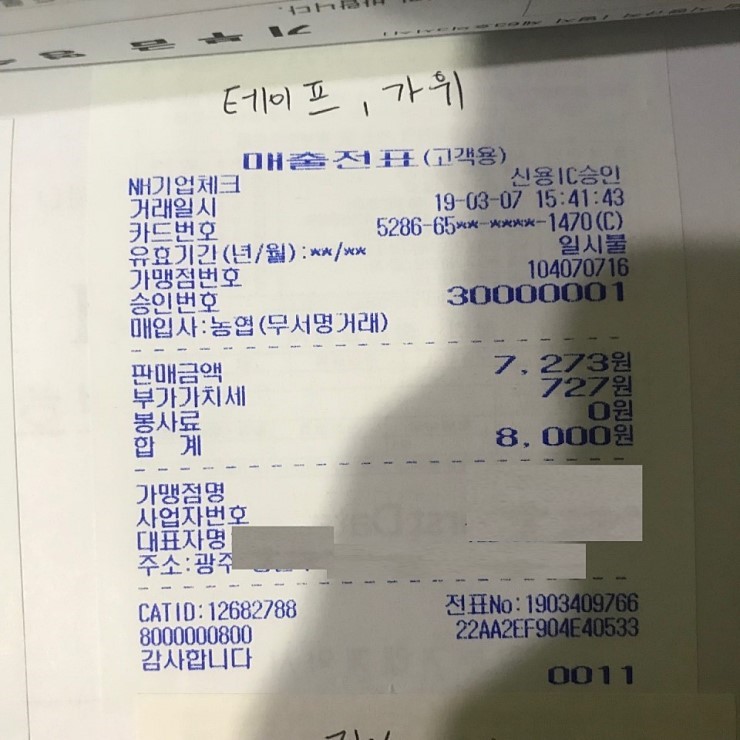 테이프, 가위
매출전표(고객용)
NH기업체크 신용IC승인
거래일시 19-03-07 15:41:43
카드번호 5286-65**-****-1470(C)
유효기간(년/월):**/** 일시불
가맹점번호 104070716
승인번호 30000001
매입사:농협(무서명거래)
판매금액 7,273원
부가가치세 727원
봉사료 0원
합 계 8,000원
가맹점명
사업자번호
대표자명
주소:광주
CATID:12682788 전표No:1903409766
8000000800 22AA2EF904E40533
감사합니다
0011